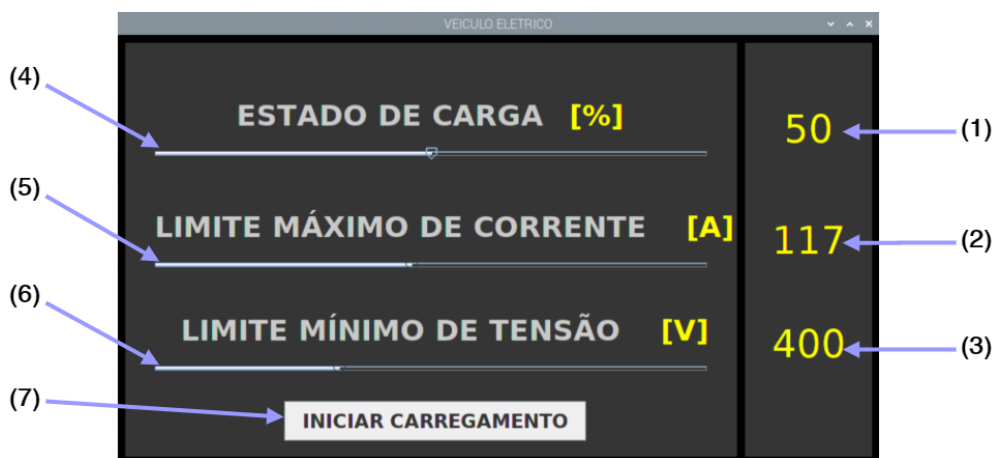 VEICULO ELETRICO
(4)
ESTADO DE CARGA [%]
50
(1)
(5)
LIMITE MÁXIMO DE CORRENTE [A]
117
(2)
(6)
LIMITE MÍNIMO DE TENSÃO [V]
400
(3)
(7)
INICIAR CARREGAMENTO